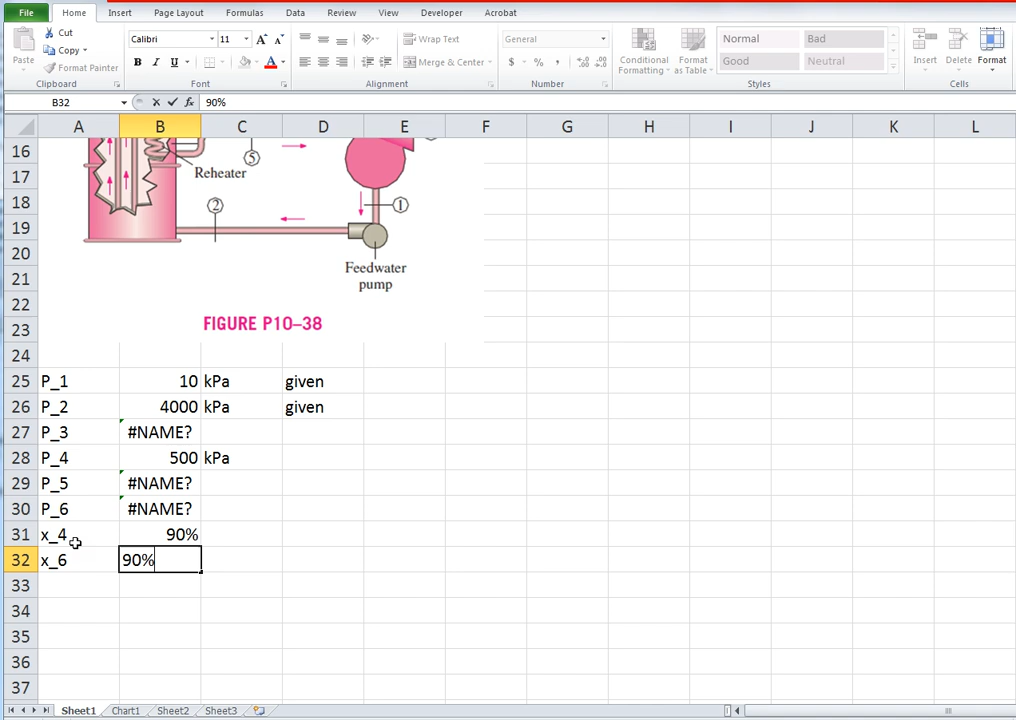 File Home Insert Page Layout Formulas Data Review View Developer Acrobat
Cut
Copy
Format Painter
Paste
Clipboard
Calibri 11 A A
B I U A
Font
Wrap Text
Merge & Center
Alignment
General
$ % ,
Number
Conditional Formatting
Format as Table
Normal Bad
Good Neutral
Styles
Insert Delete Format
Cells
B32 fx 90%
A B C D E F G H I J K L
16
17 Reheater 5
18 2 1
19
20
21 Feedwater
22 pump
23 FIGURE P10–38
24
25 P_1 10 kPa given
26 P_2 4000 kPa given
27 P_3 #NAME?
28 P_4 500 kPa
29 P_5 #NAME?
30 P_6 #NAME?
31 x_4 90%
32 x_6 90%
33
34
35
36
37
Sheet1 Chart1 Sheet2 Sheet3